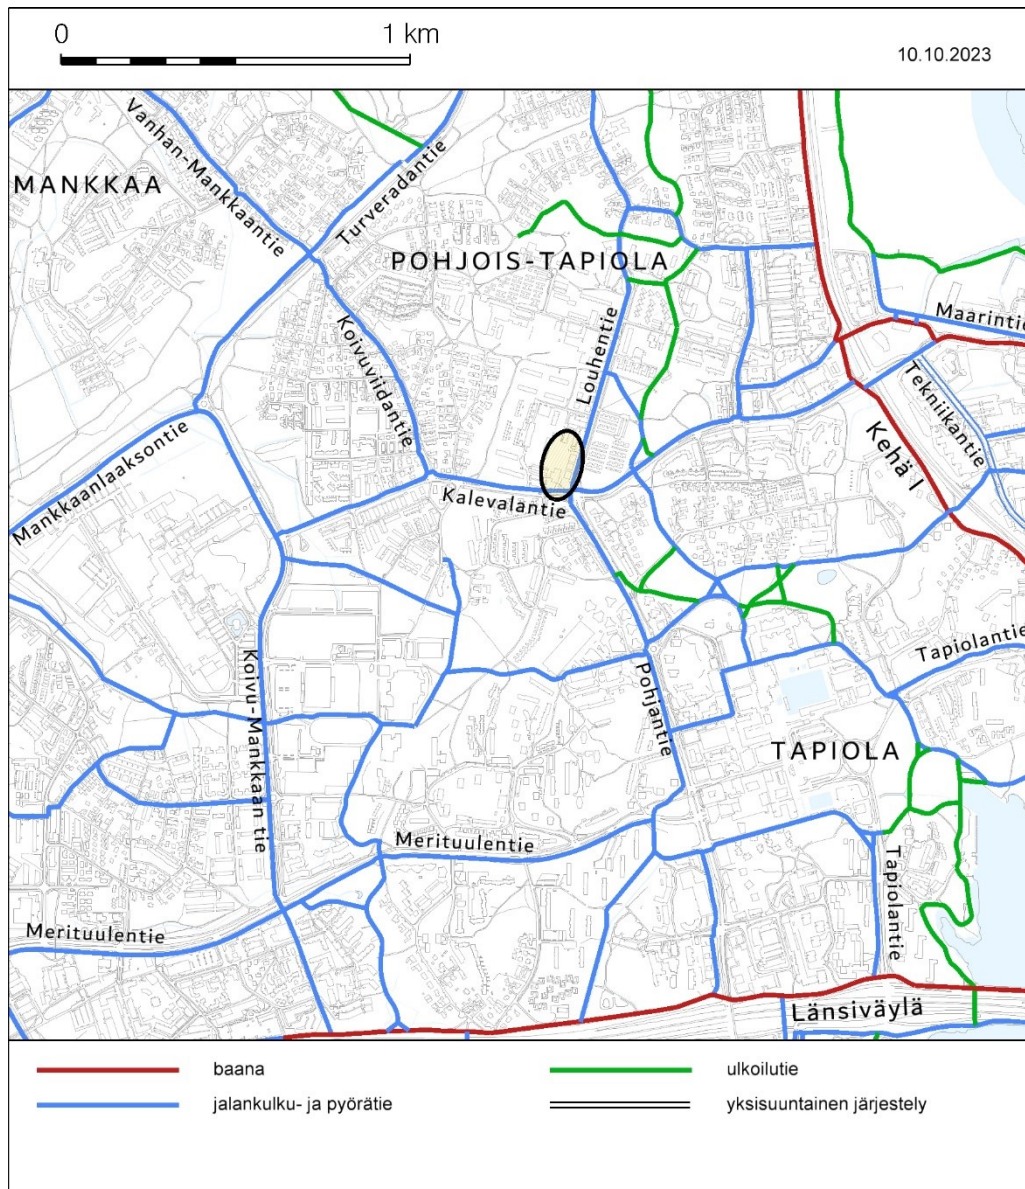 0
1 km
10.10.2023
MANKKAA
Vanhan-Mankkaantie
Turveradantie
POHJOIS-TAPIOLA
Koivuviidantie
Louhentie
Maarintie
Tekniikantie
Kehä I
Mankkaanlaaksontie
Kalevalantie
Tapiolantie
Koivu-Mankkaan tie
Pohjantie
TAPIOLA
Merituulentie
Tapiolantie
Merituulentie
Länsiväylä
baana
ulkoilutie
jalankulku- ja pyörätie
yksisuuntainen järjestely